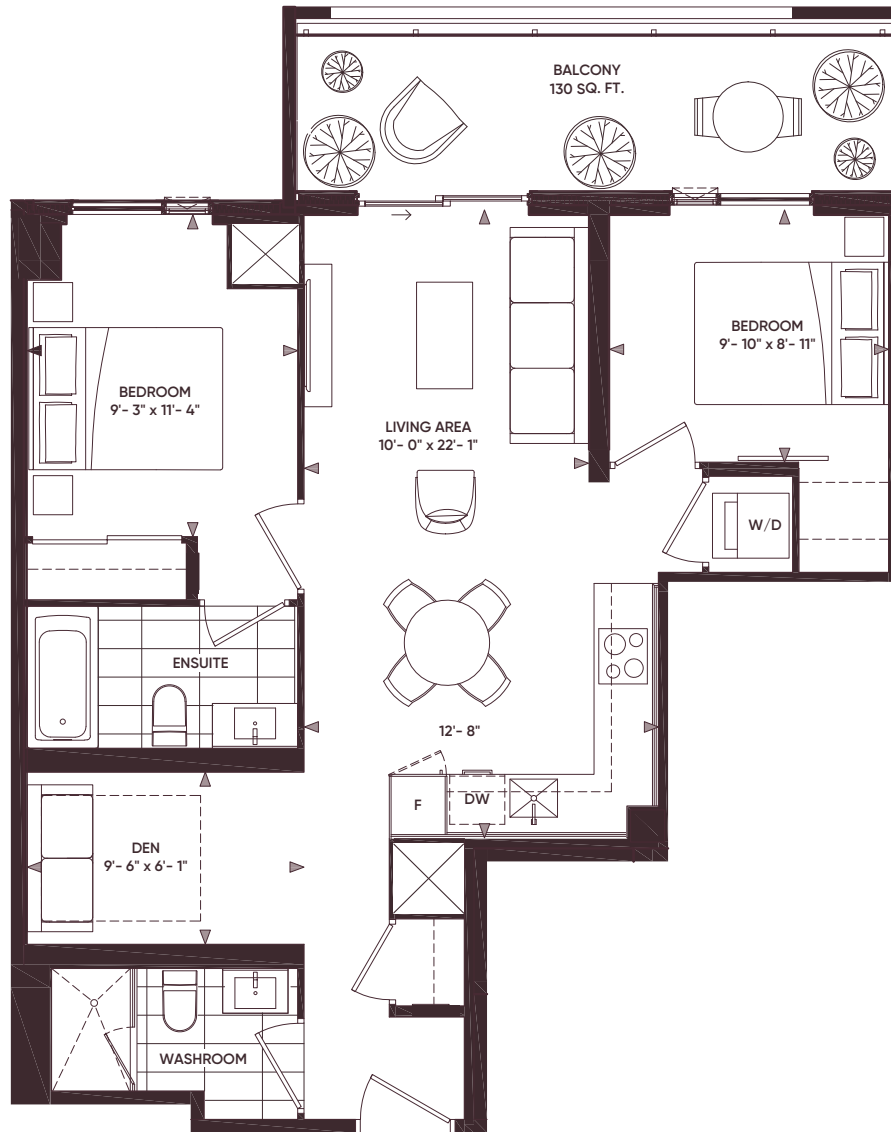 BALCONY
130 SQ. FT.
BEDROOM
9'- 10" x 8'- 11"
BEDROOM
9'- 3" x 11'- 4"
LIVING AREA
10'- 0" x 22'- 1"
W/D
ENSUITE
12'- 8"
F
DW
DEN
9'- 6" x 6'- 1"
WASHROOM